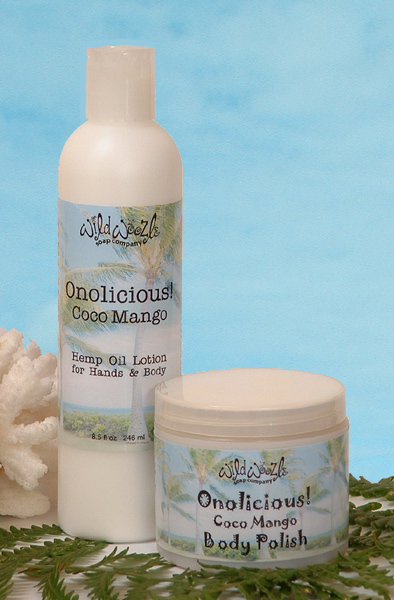 Wild Weezle
soap company
Onolicious!
Coco Mango
Hemp Oil Lotion
for Hands & Body
8.5 fl oz 246 ml
Wild Weezle
soap company
Onolicious!
Coco Mango
Body Polish